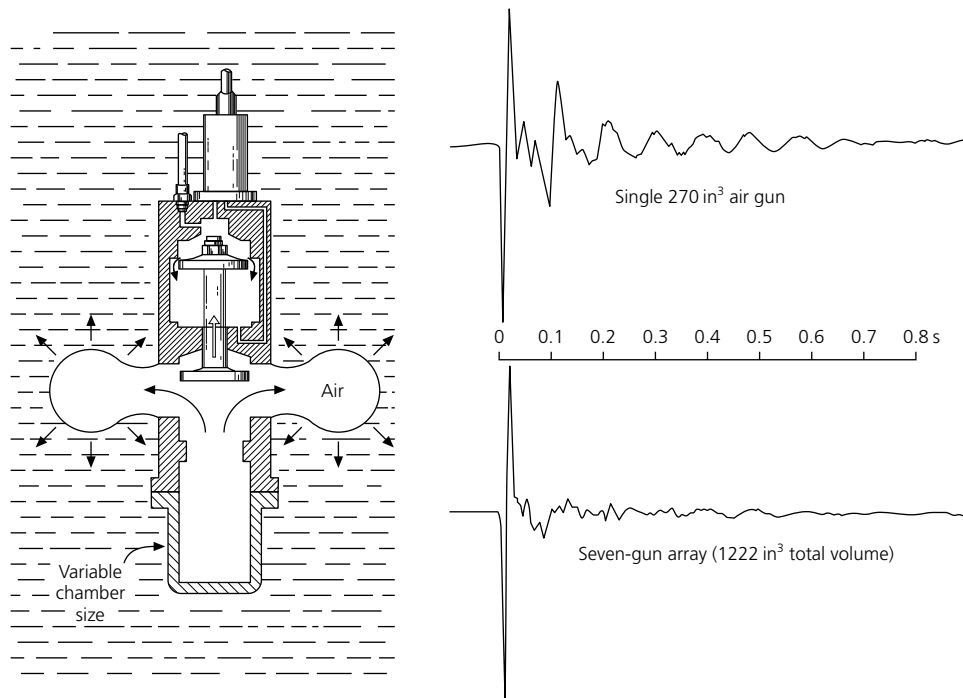 Air
Variable
chamber
size
Single 270 in³ air gun
0 0.1 0.2 0.3 0.4 0.5 0.6 0.7 0.8 s
Seven-gun array (1222 in³ total volume)